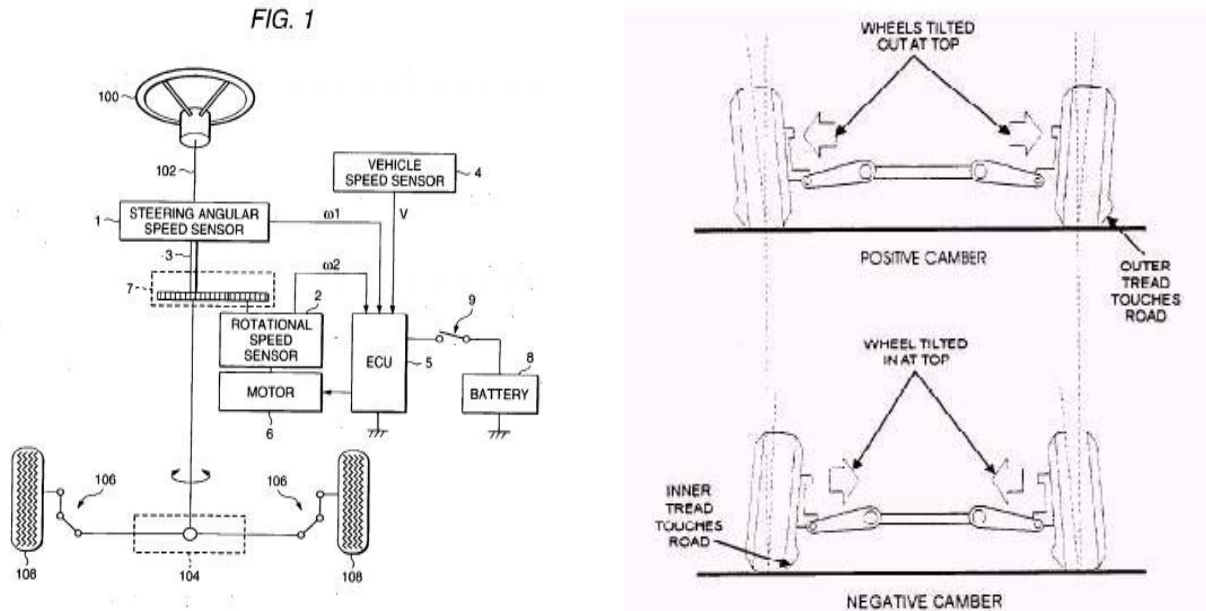 FIG. 1
100
102
VEHICLE
SPEED SENSOR
4
1
STEERING ANGULAR
SPEED SENSOR
ω1
V
3
ω2
7
2
9
ROTATIONAL
SPEED
SENSOR
ECU
5
8
MOTOR
BATTERY
6
106
106
108
104
108
WHEELS TILTED
OUT AT TOP
POSITIVE CAMBER
OUTER
TREAD
TOUCHES
ROAD
WHEEL TILTED
IN AT TOP
INNER
TREAD
TOUCHES
ROAD
NEGATIVE CAMBER